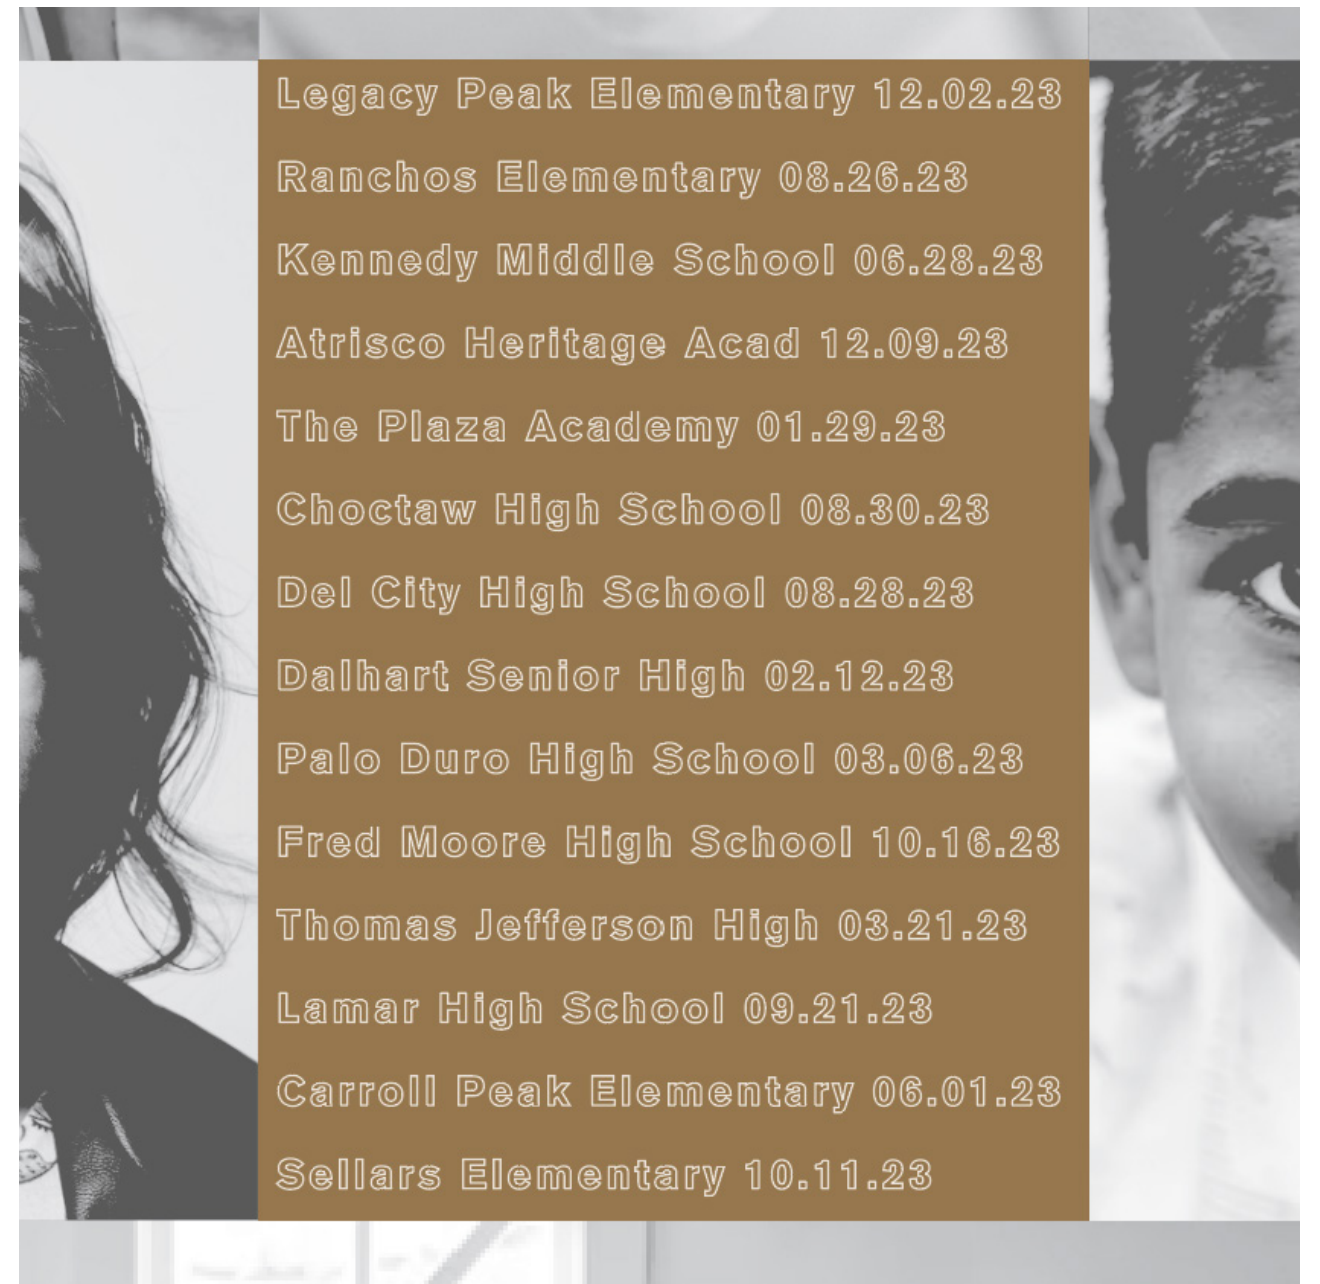 Legacy Peak Elementary 12.02.23
Ranchos Elementary 08.26.23
Kennedy Middle School 06.28.23
Atrisco Heritage Acad 12.09.23
The Plaza Academy 01.29.23
Choctaw High School 08.30.23
Del City High School 08.28.23
Dalhart Senior High 02.12.23
Palo Duro High School 03.06.23
Fred Moore High School 10.16.23
Thomas Jefferson High 03.21.23
Lamar High School 09.21.23
Carroll Peak Elementary 06.01.23
Sellars Elementary 10.11.23